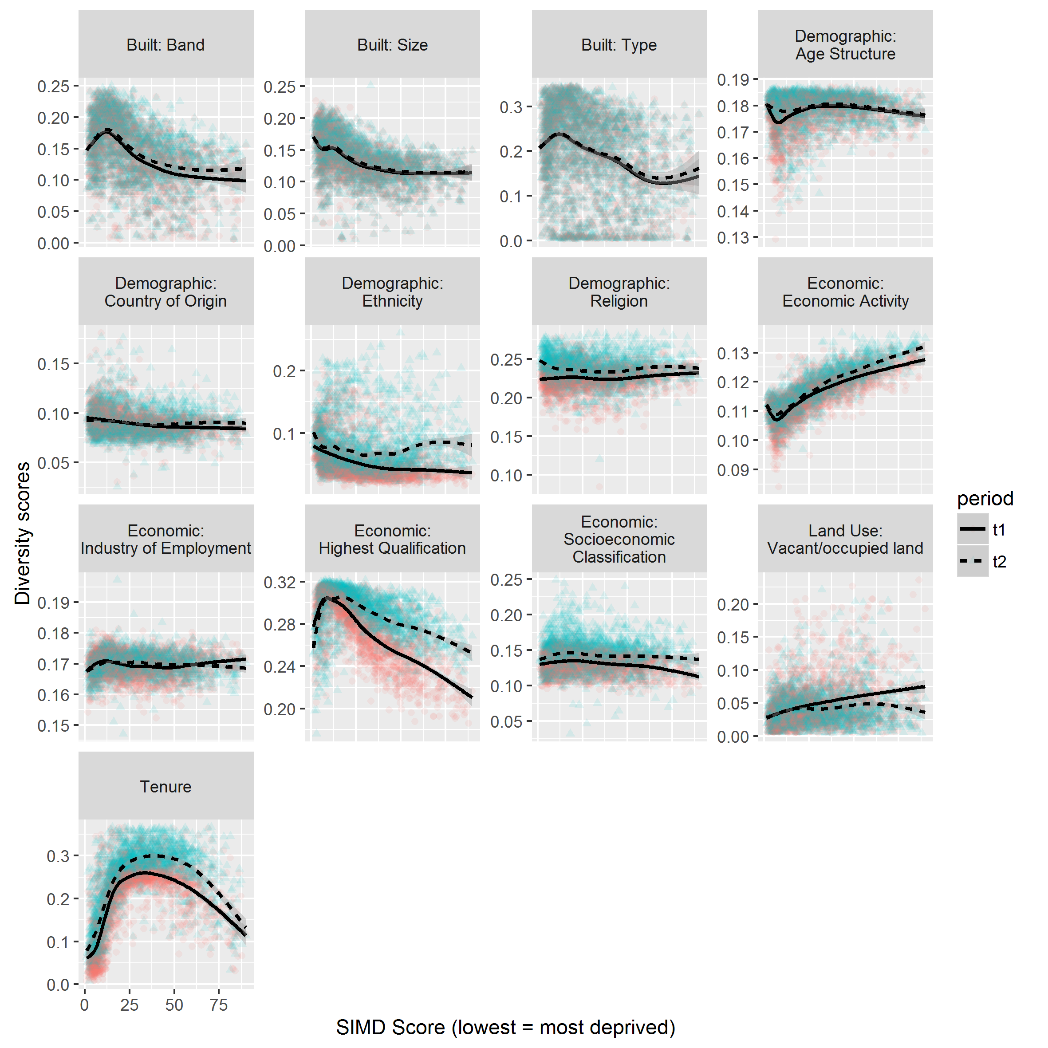 Built: Band
Built: Size
Built: Type
Demographic:
Age Structure
0.25
0.20
0.15
0.10
0.05
0.00
0.25
0.20
0.15
0.10
0.05
0.00
0.3
0.2
0.1
0.0
0.19
0.18
0.17
0.16
0.15
0.14
0.13
Demographic:
Country of Origin
Demographic:
Ethnicity
Demographic:
Religion
Economic:
Economic Activity
0.15
0.10
0.05
0.2
0.1
0.25
0.20
0.15
0.10
0.13
0.12
0.11
0.10
0.09
Economic:
Industry of Employment
Economic:
Highest Qualification
Economic:
Socioeconomic
Classification
Land Use:
Vacant/occupied land
0.19
0.18
0.17
0.16
0.15
0.32
0.28
0.24
0.20
0.25
0.20
0.15
0.10
0.05
0.20
0.15
0.10
0.05
0.00
Tenure
0.3
0.2
0.1
0.0
0
25
50
75
Diversity scores
SIMD Score (lowest = most deprived)
period
t1
t2